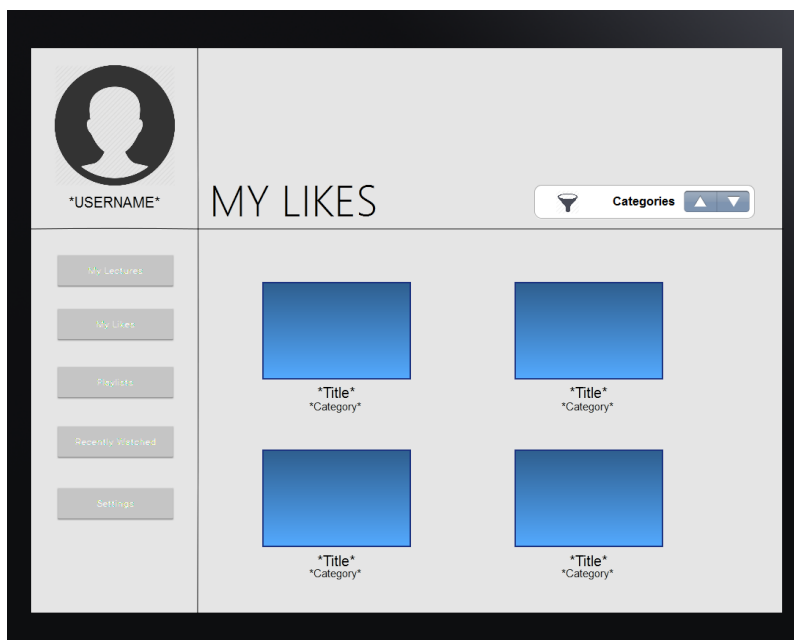 *USERNAME*
MY LIKES
Categories
My Lectures
My Likes
Playlists
Recently Watched
Settings
*Title*
*Category*
*Title*
*Category*
*Title*
*Category*
*Title*
*Category*